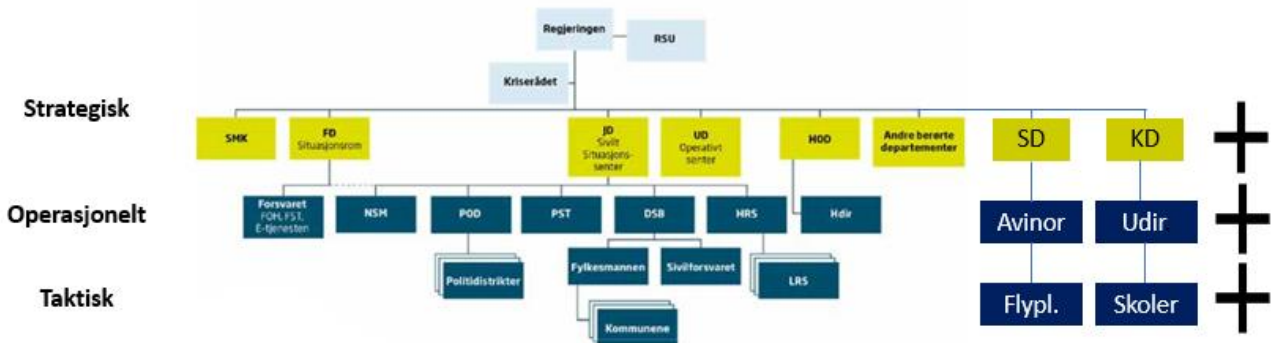 Regjeringen
RSU
Kriserådet
Strategisk
SMK
FD
Situasjonsrom
JD
Sivilt
Situasjons-
senter
UD
Operativt
senter
HOD
Andre berørte
departementer
SD
KD
Operasjonelt
Forsvaret
FOH, FST,
E-tjenesten
NSM
POD
PST
DSB
HRS
Hdir
Avinor
Udir
Taktisk
Politidistrikter
Fylkesmannen
Sivilforsvaret
LRS
Flypl.
Skoler
Kommunene